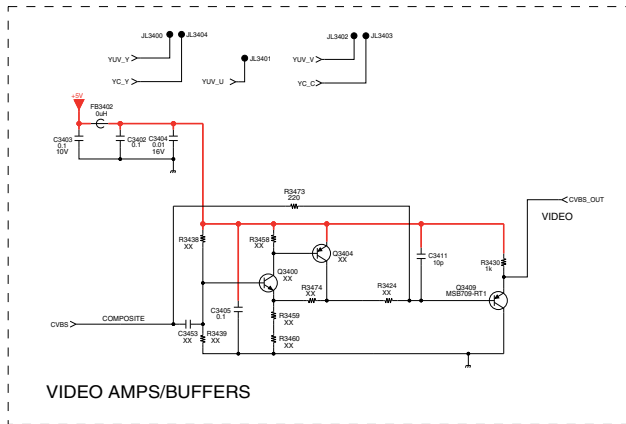 JL3400 JL3404
JL3402 JL3403
JL3401
YUV_Y
YUV_U
YUV_V
YC_Y
YC_C
+5V
FB3402
0uH
C3403
0.1
10V
C3402
0.1
C3404
0.01
16V
R3473
220
CVBS_OUT
VIDEO
R3438
XX
R3458
XX
Q3404
XX
C3411
10p
R3430
1k
Q3400
XX
R3474
XX
R3424
XX
Q3409
MSB709-RT1
C3405
0.1
R3459
XX
COMPOSITE
CVBS
C3453
XX
R3439
XX
R3460
XX
VIDEO AMPS/BUFFERS